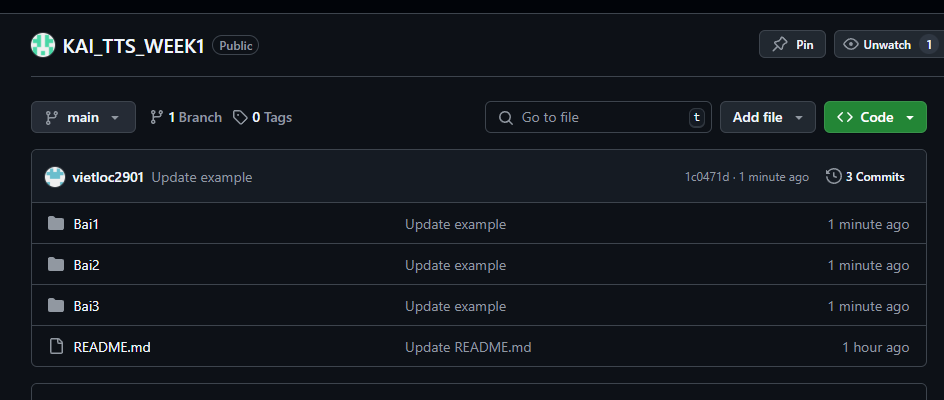 KAI_TTS_WEEK1 Public Pin Unwatch 1
main 1 Branch 0 Tags Go to file t Add file Code
vietloc2901 Update example 1c0471d · 1 minute ago 3 Commits
Bai1 Update example 1 minute ago
Bai2 Update example 1 minute ago
Bai3 Update example 1 minute ago
README.md Update README.md 1 hour ago